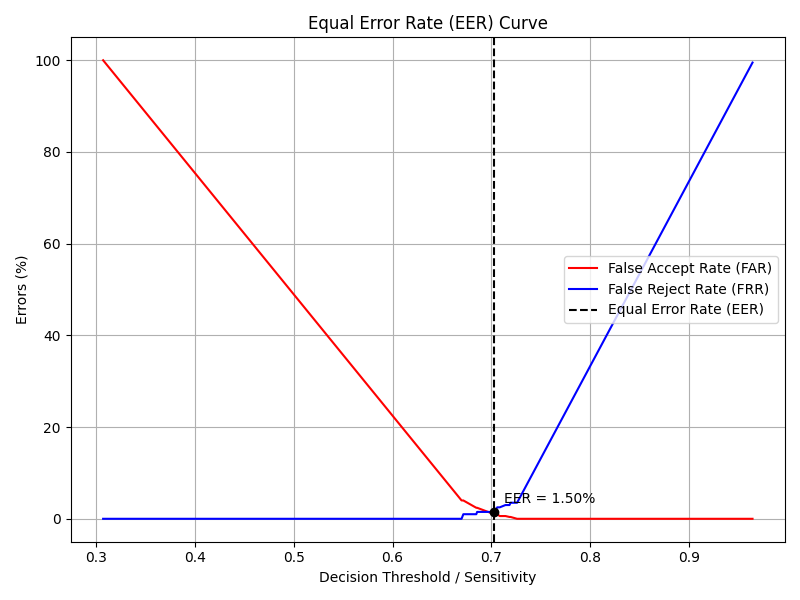 Equal Error Rate (EER) Curve
Errors (%)
100
80
60
40
20
0
False Accept Rate (FAR)
False Reject Rate (FRR)
Equal Error Rate (EER)
EER = 1.50%
0.3 0.4 0.5 0.6 0.7 0.8 0.9
Decision Threshold / Sensitivity